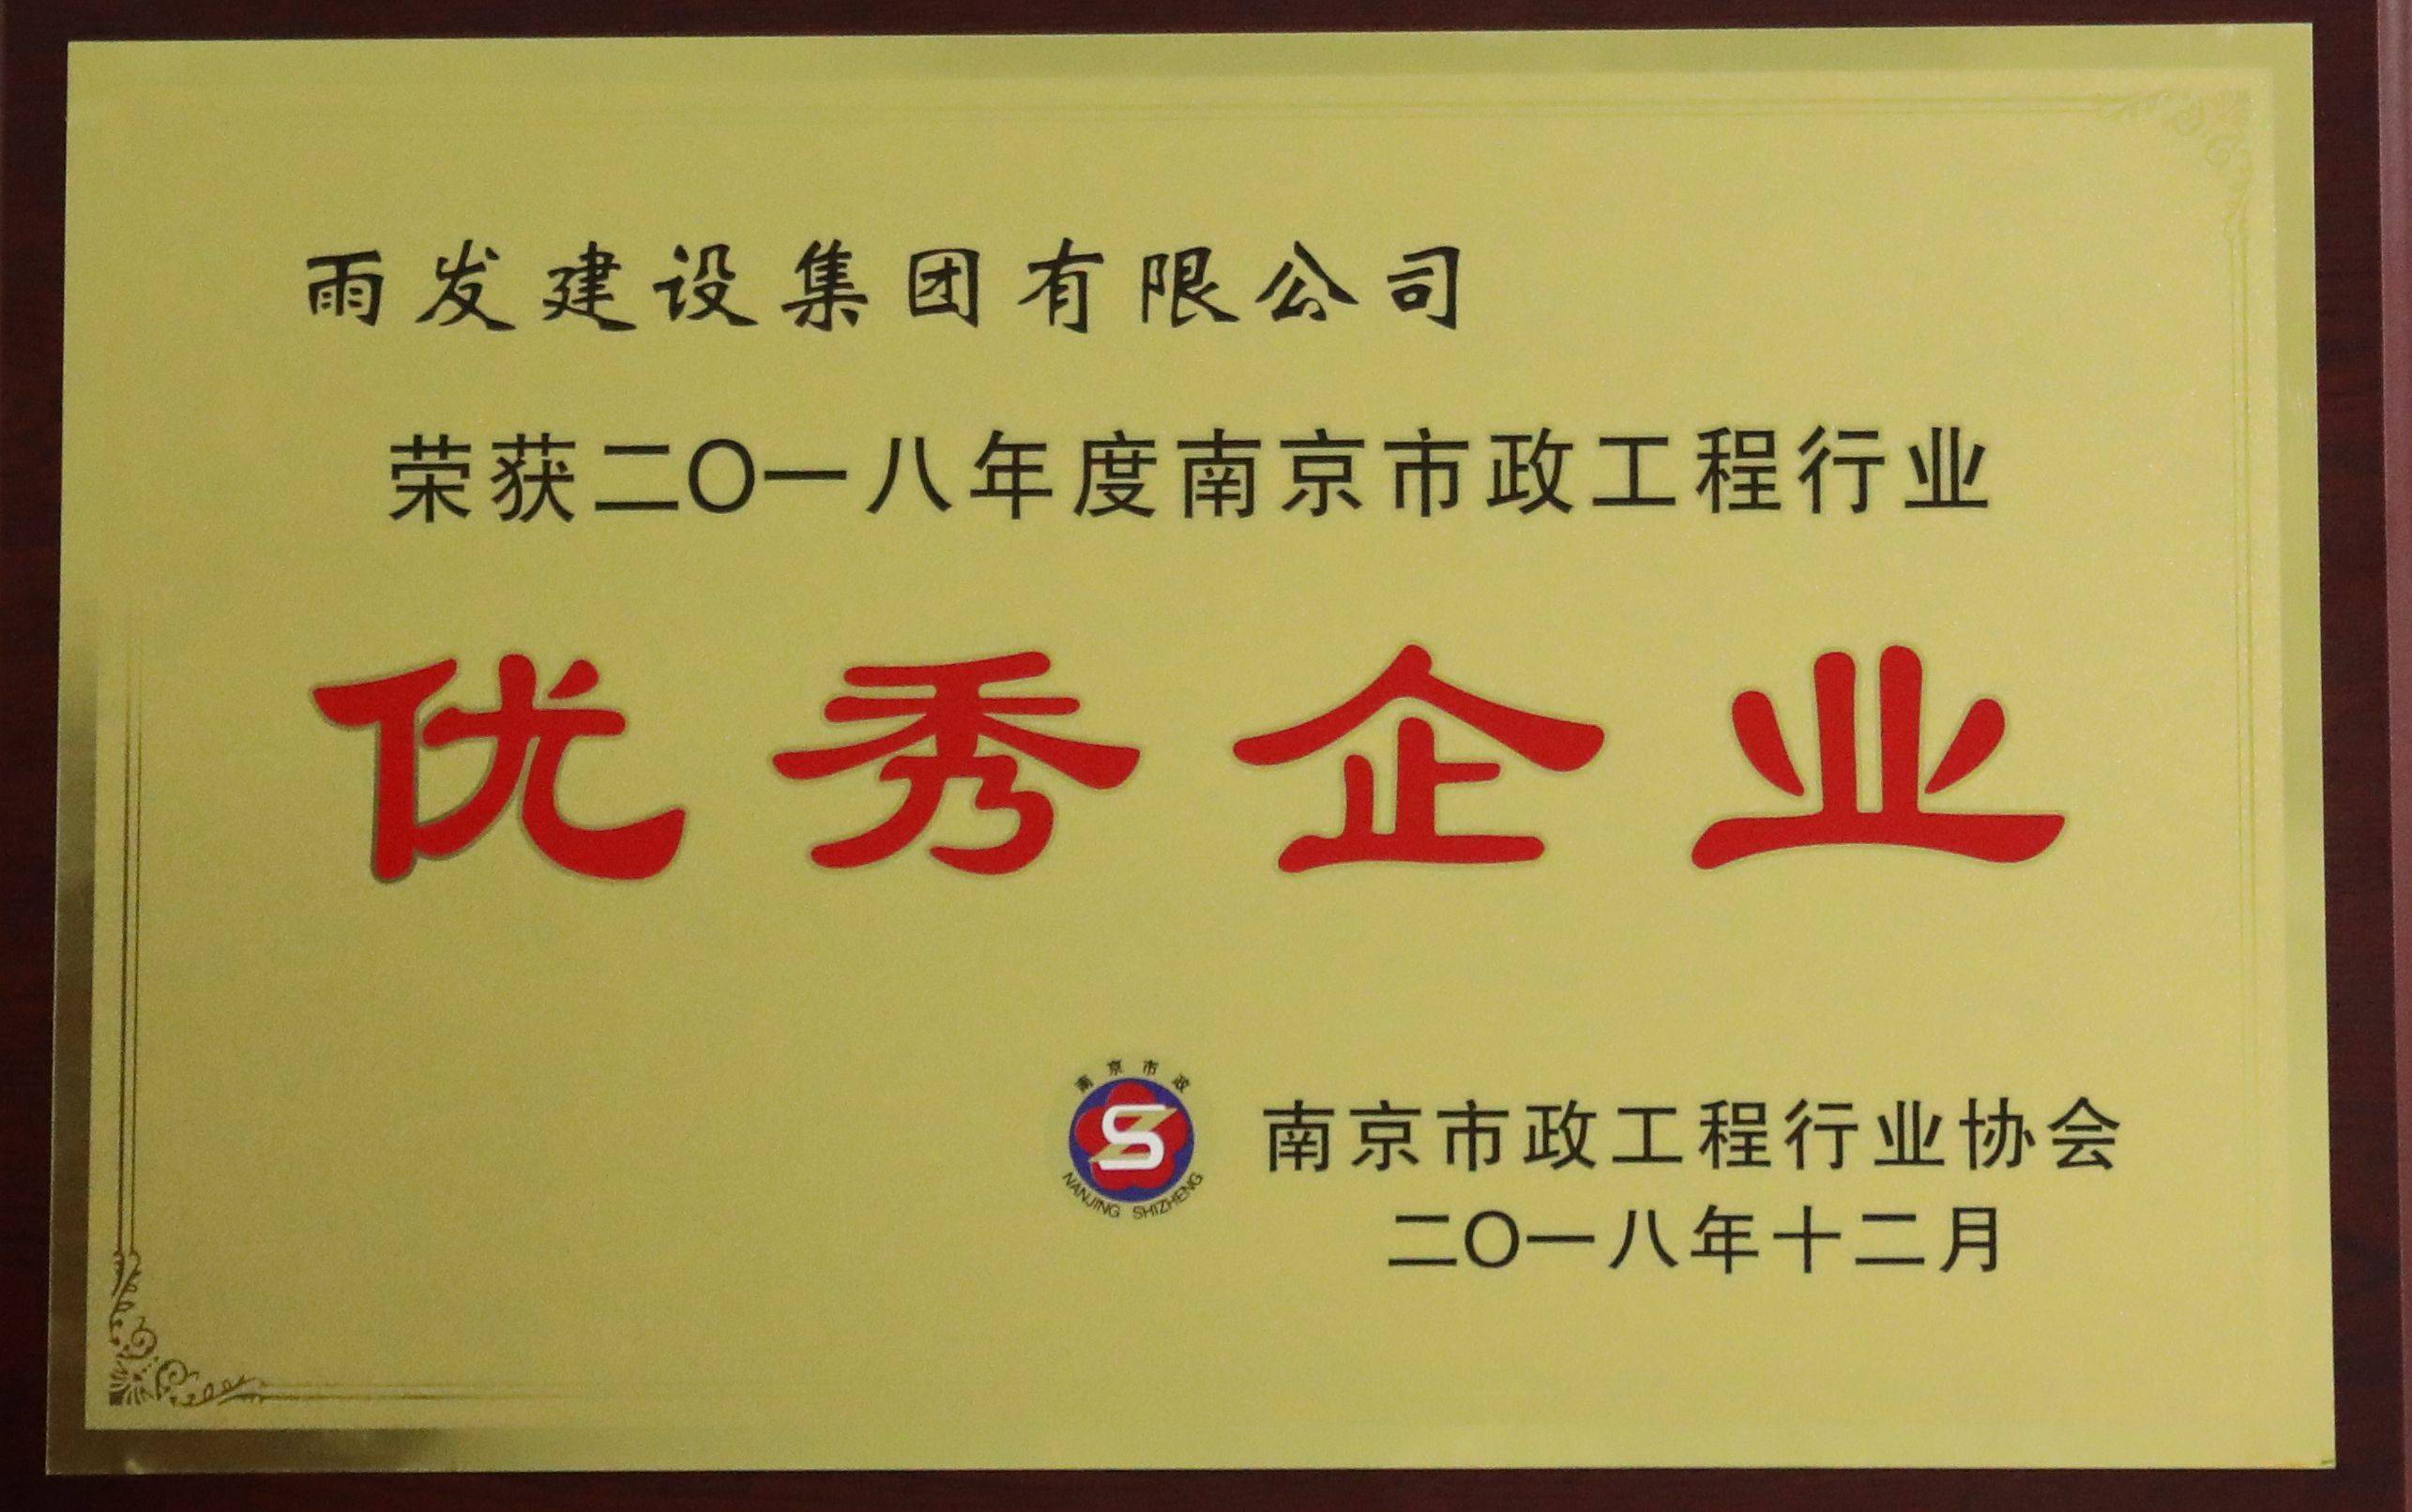 雨发建设集团有限公司
荣获二〇一八年度南京市政工程行业
优秀企业
南京市政
NANJING SHIZHENG
南京市政工程行业协会
二〇一八年十二月